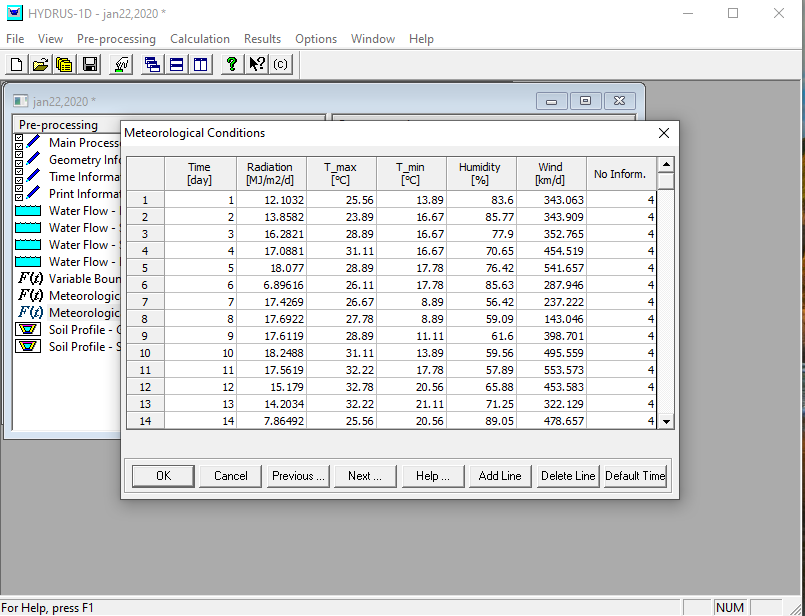 HYDRUS-1D - jan22,2020 *
File View Pre-processing Calculation Results Options Window Help
? ? (c)
jan22,2020 *
Pre-processing
Main Process
Geometry Info
Time Informa
Print Informat
Water Flow -
Water Flow - S
Water Flow -
Water Flow -
F(t) Variable Boun
F(t) Meteorologic
F(t) Meteorologic
Soil Profile - G
Soil Profile - S
Meteorological Conditions
Time [day] Radiation [MJ/m2/d] T_max [ºC] T_min [ºC] Humidity [%] Wind [km/d] No Inform.
1 1 12.1032 25.56 13.89 83.6 343.063 4
2 2 13.8582 23.89 16.67 85.77 343.909 4
3 3 16.2821 28.89 16.67 77.9 352.765 4
4 4 17.0881 31.11 16.67 70.65 454.519 4
5 5 18.077 28.89 17.78 76.42 541.657 4
6 6 6.89616 26.11 17.78 85.63 287.946 4
7 7 17.4269 26.67 8.89 56.42 237.222 4
8 8 17.6922 27.78 8.89 59.09 143.046 4
9 9 17.6119 28.89 11.11 61.6 398.701 4
10 10 18.2488 31.11 13.89 59.56 495.559 4
11 11 17.5619 32.22 17.78 57.89 553.573 4
12 12 15.179 32.78 20.56 65.88 453.583 4
13 13 14.2034 32.22 21.11 71.25 322.129 4
14 14 7.86492 25.56 20.56 89.05 478.657 4
OK Cancel Previous ... Next ... Help ... Add Line Delete Line Default Time
For Help, press F1 NUM